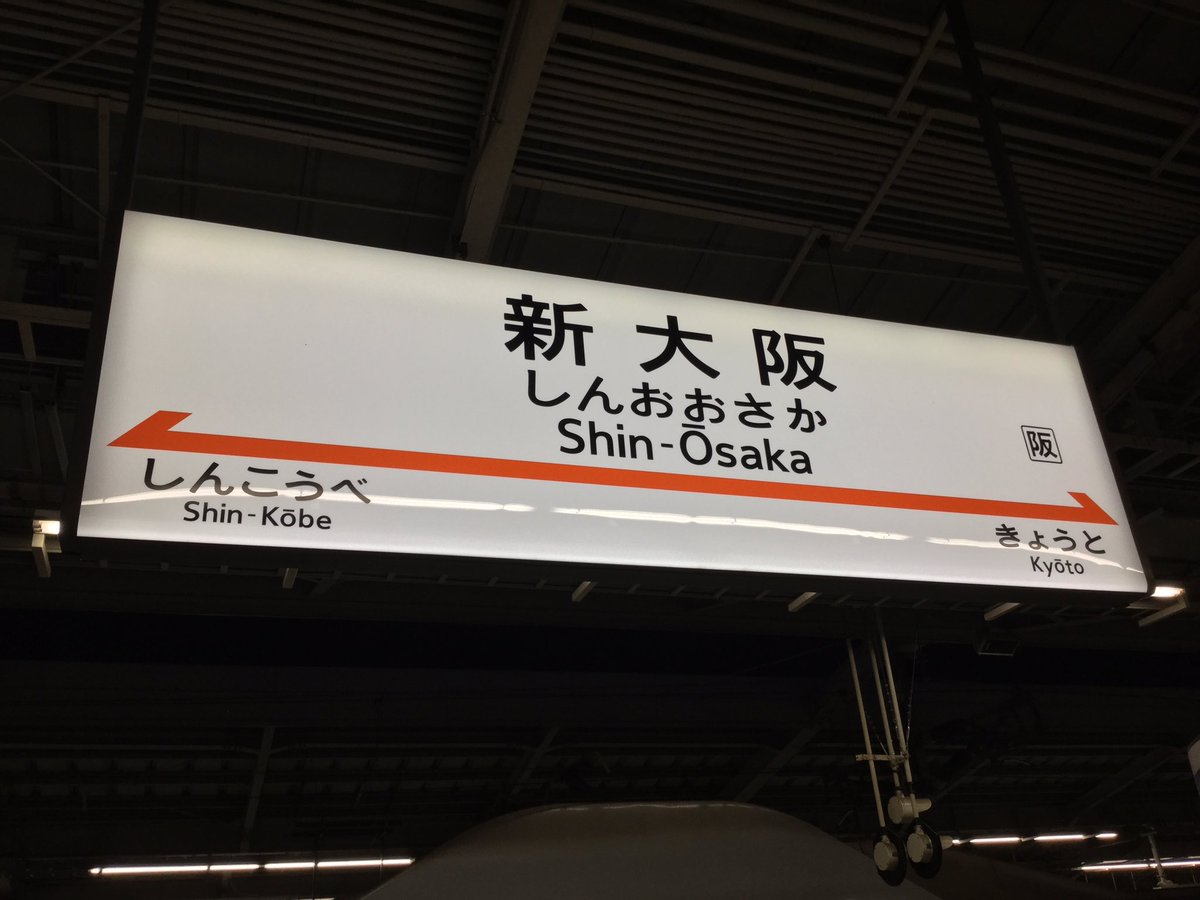 新大阪
しんおおさか
Shin-Ōsaka
阪
しんこうべ
Shin-Kōbe
きょうと
Kyōto